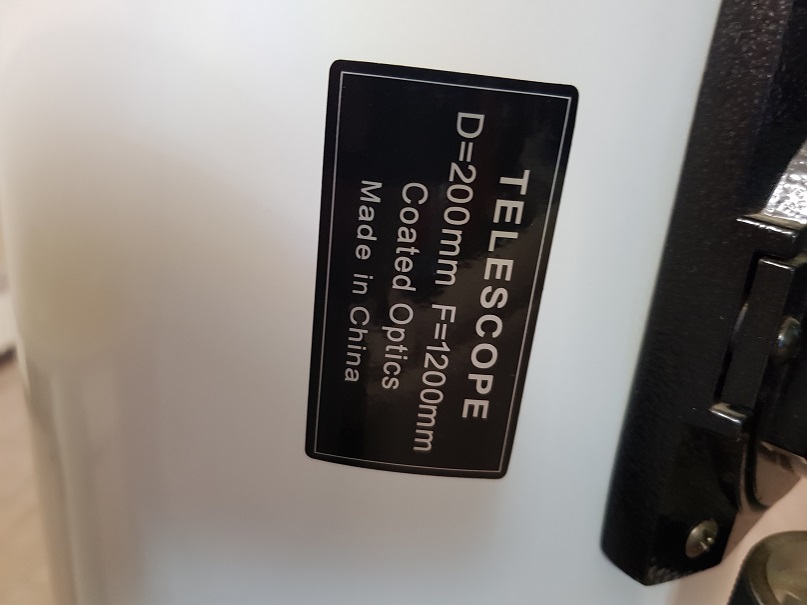 TELESCOPE
D=200mm F=1200mm
Coated Optics
Made in China